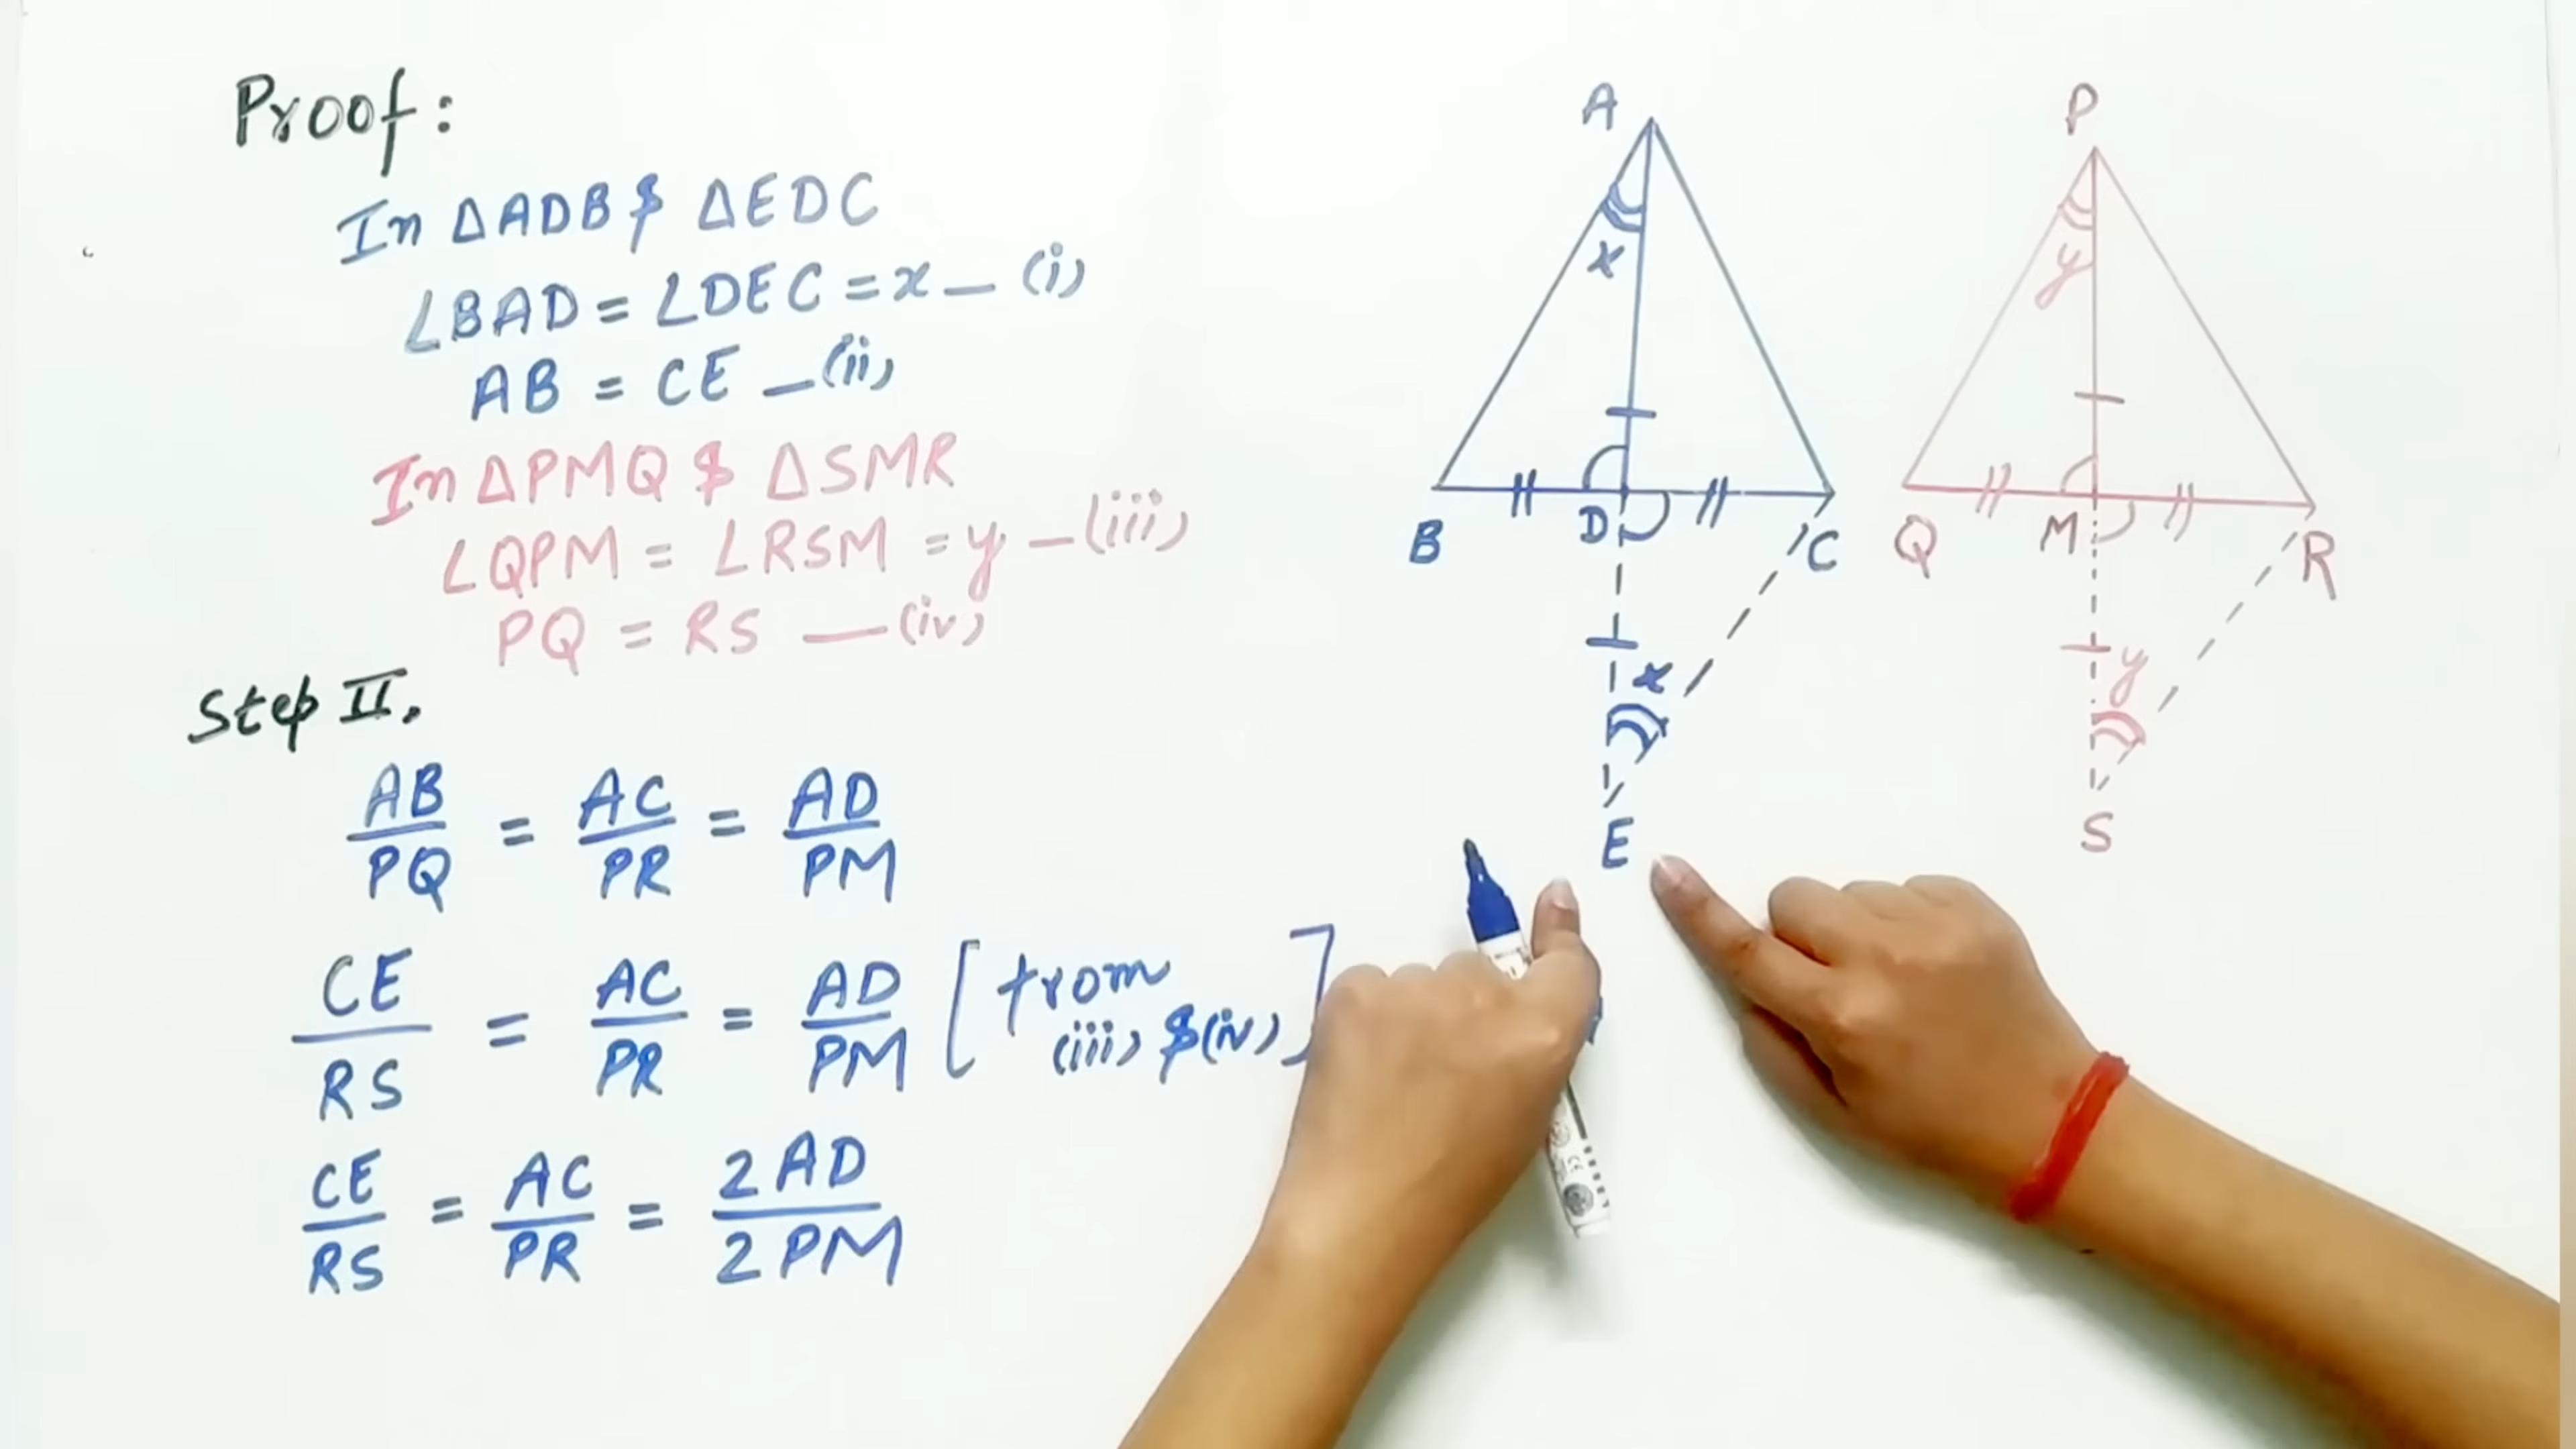 Proof:
In ΔADB & ΔEDC
∠BAD = ∠DEC = x — (i)
AB = CE — (ii)
In ΔPMQ & ΔSMR
∠QPM = ∠RSM = y — (iii)
PQ = RS — (iv)
Step II.
AB/PQ = AC/PR = AD/PM
CE/RS = AC/PR = AD/PM [from (iii) & (iv)]
CE/RS = AC/PR = 2AD/2PM
A
x
B
D
C
x
E
P
y
Q
M
R
y
S